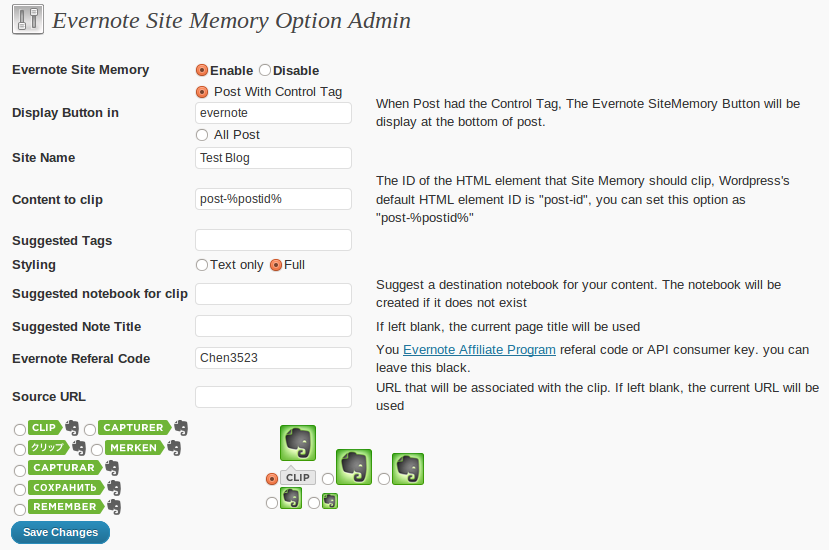 Evernote Site Memory Option Admin
Evernote Site Memory Enable Disable
Post With Control Tag
Display Button in evernote When Post had the Control Tag, The Evernote SiteMemory Button will be
display at the bottom of post.
All Post
Site Name Test Blog
Content to clip post-%postid% The ID of the HTML element that Site Memory should clip, Wordpress's
default HTML element ID is "post-id", you can set this option as
"post-%postid%"
Suggested Tags
Styling Text only Full
Suggested notebook for clip Suggest a destination notebook for your content. The notebook will be
created if it does not exist
Suggested Note Title If left blank, the current page title will be used
Evernote Referal Code Chen3523 You Evernote Affiliate Program referal code or API consumer key. you can
leave this black.
Source URL URL that will be associated with the clip. If left blank, the current URL will be
used
CLIP CAPTURER
クリップ MERKEN
CAPTURAR
СОХРАНИТЬ
REMEMBER
CLIP
Save Changes